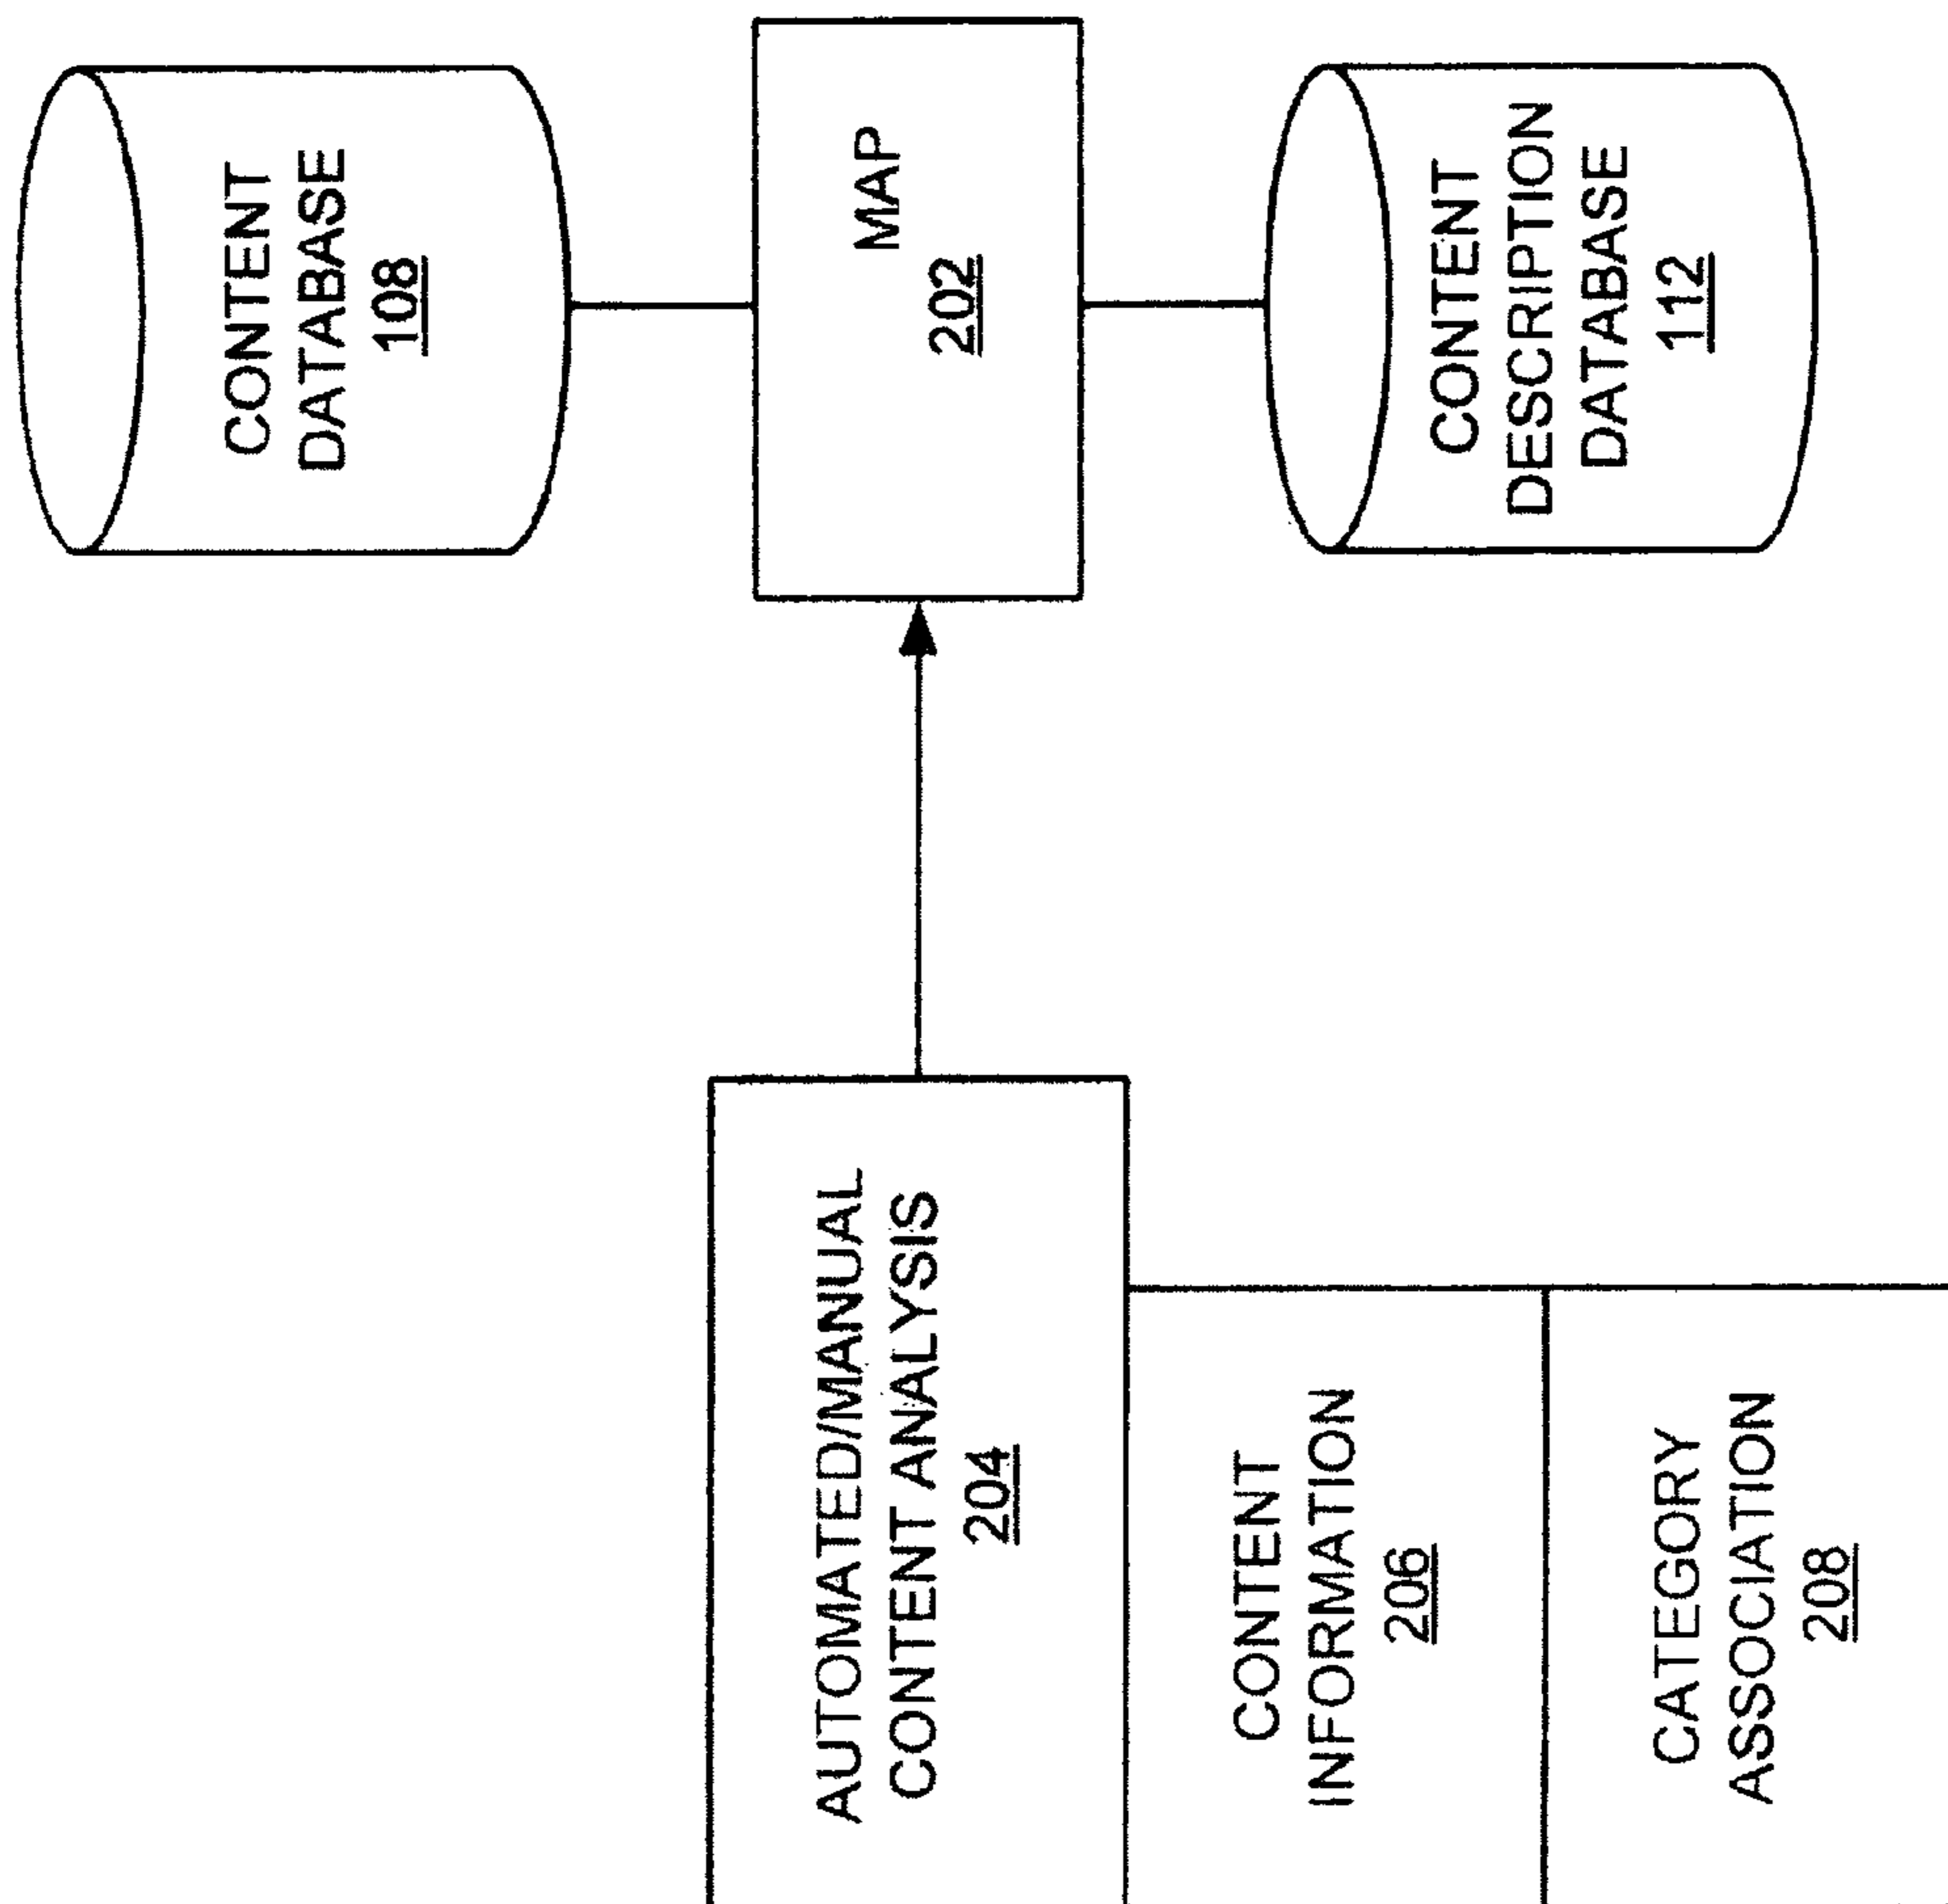 CONTENT
DATABASE
108
MAP
202
CONTENT
DESCRIPTION
DATABASE
112
AUTOMATED/MANUAL
CONTENT ANALYSIS
204
CONTENT
INFORMATION
206
CATEGORY
ASSOCIATION
208